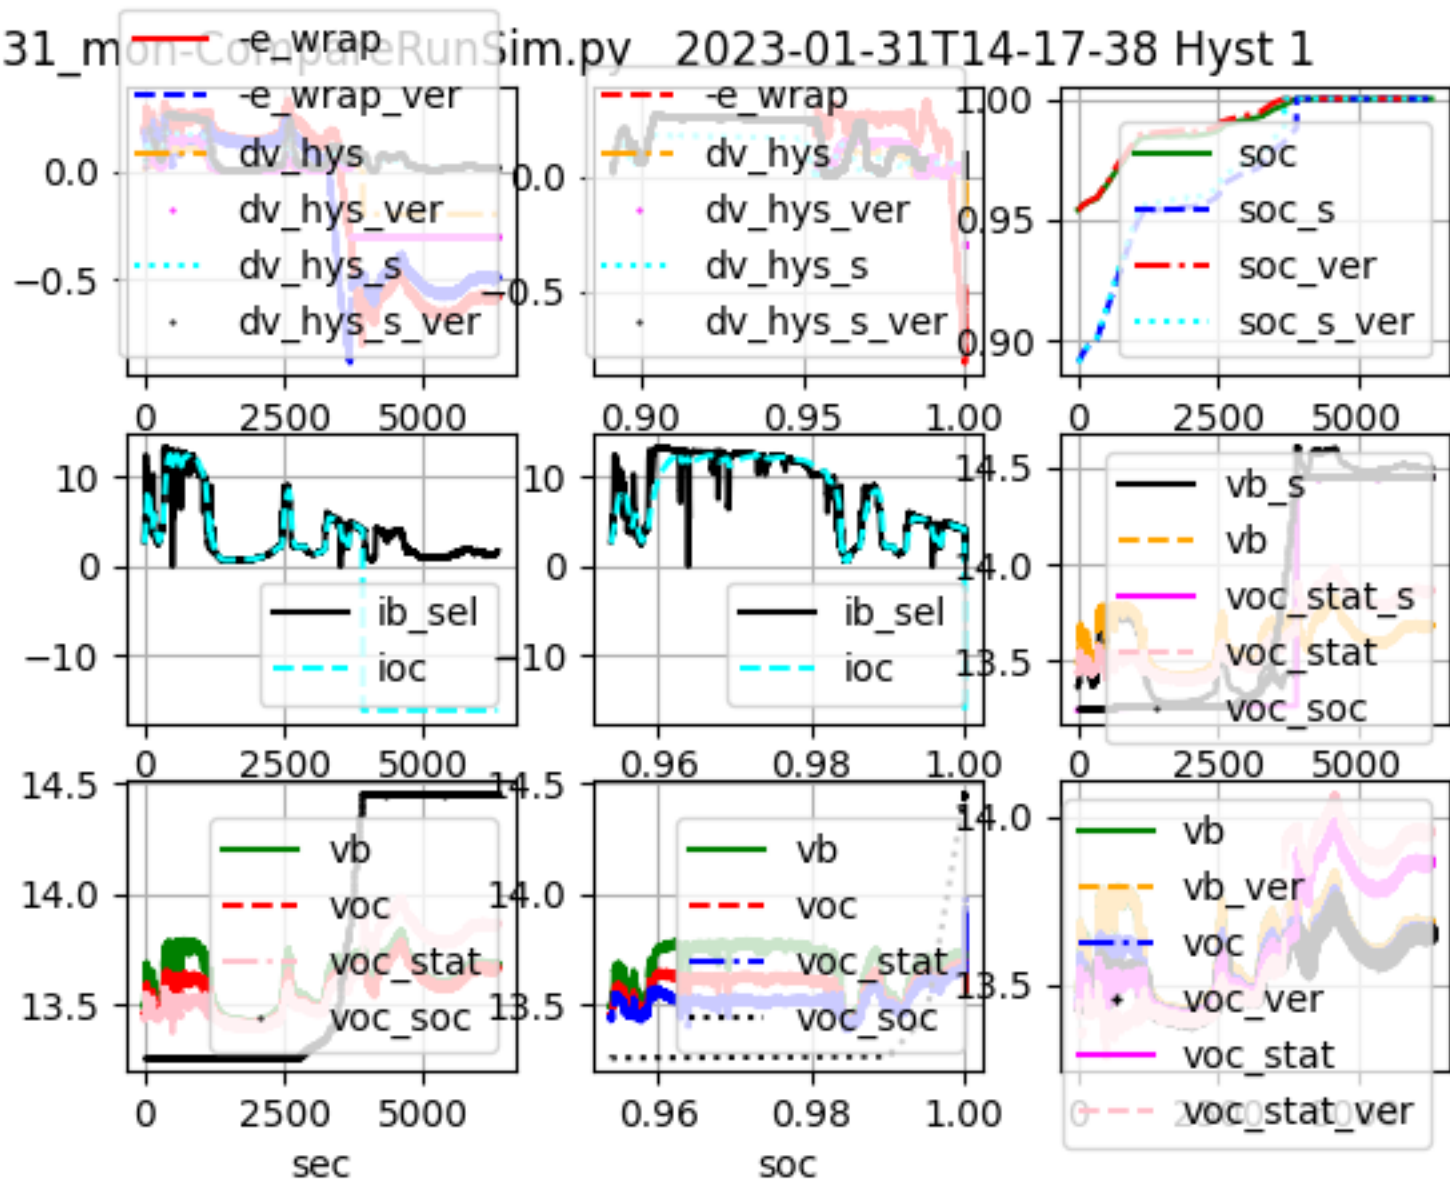 31_mon-CompareRunSim.py 2023-01-31T14-17-38 Hyst 1
-e_wrap
-e_wrap_ver
dv_hys
dv_hys_ver
dv_hys_s
dv_hys_s_ver
0.0
−0.5
0 2500 5000
-e_wrap
dv_hys
dv_hys_ver
dv_hys_s
dv_hys_s_ver
0.0
−0.5
0.90 0.95 1.00
1.00
0.95
0.90
soc
soc_s
soc_ver
soc_s_ver
0 2500 5000
10
0
−10
ib_sel
ioc
0 2500 5000
10
0
−10
ib_sel
ioc
0.96 0.98 1.00
14.5
14.0
13.5
vb_s
vb
voc_stat_s
voc_stat
voc_soc
0 2500 5000
14.5
14.0
13.5
vb
voc
voc_stat
voc_soc
0 2500 5000
sec
14.5
14.0
13.5
vb
voc
voc_stat
voc_soc
0.96 0.98 1.00
soc
14.0
13.5
vb
vb_ver
voc
voc_ver
voc_stat
voc_stat_ver
0 2500 5000